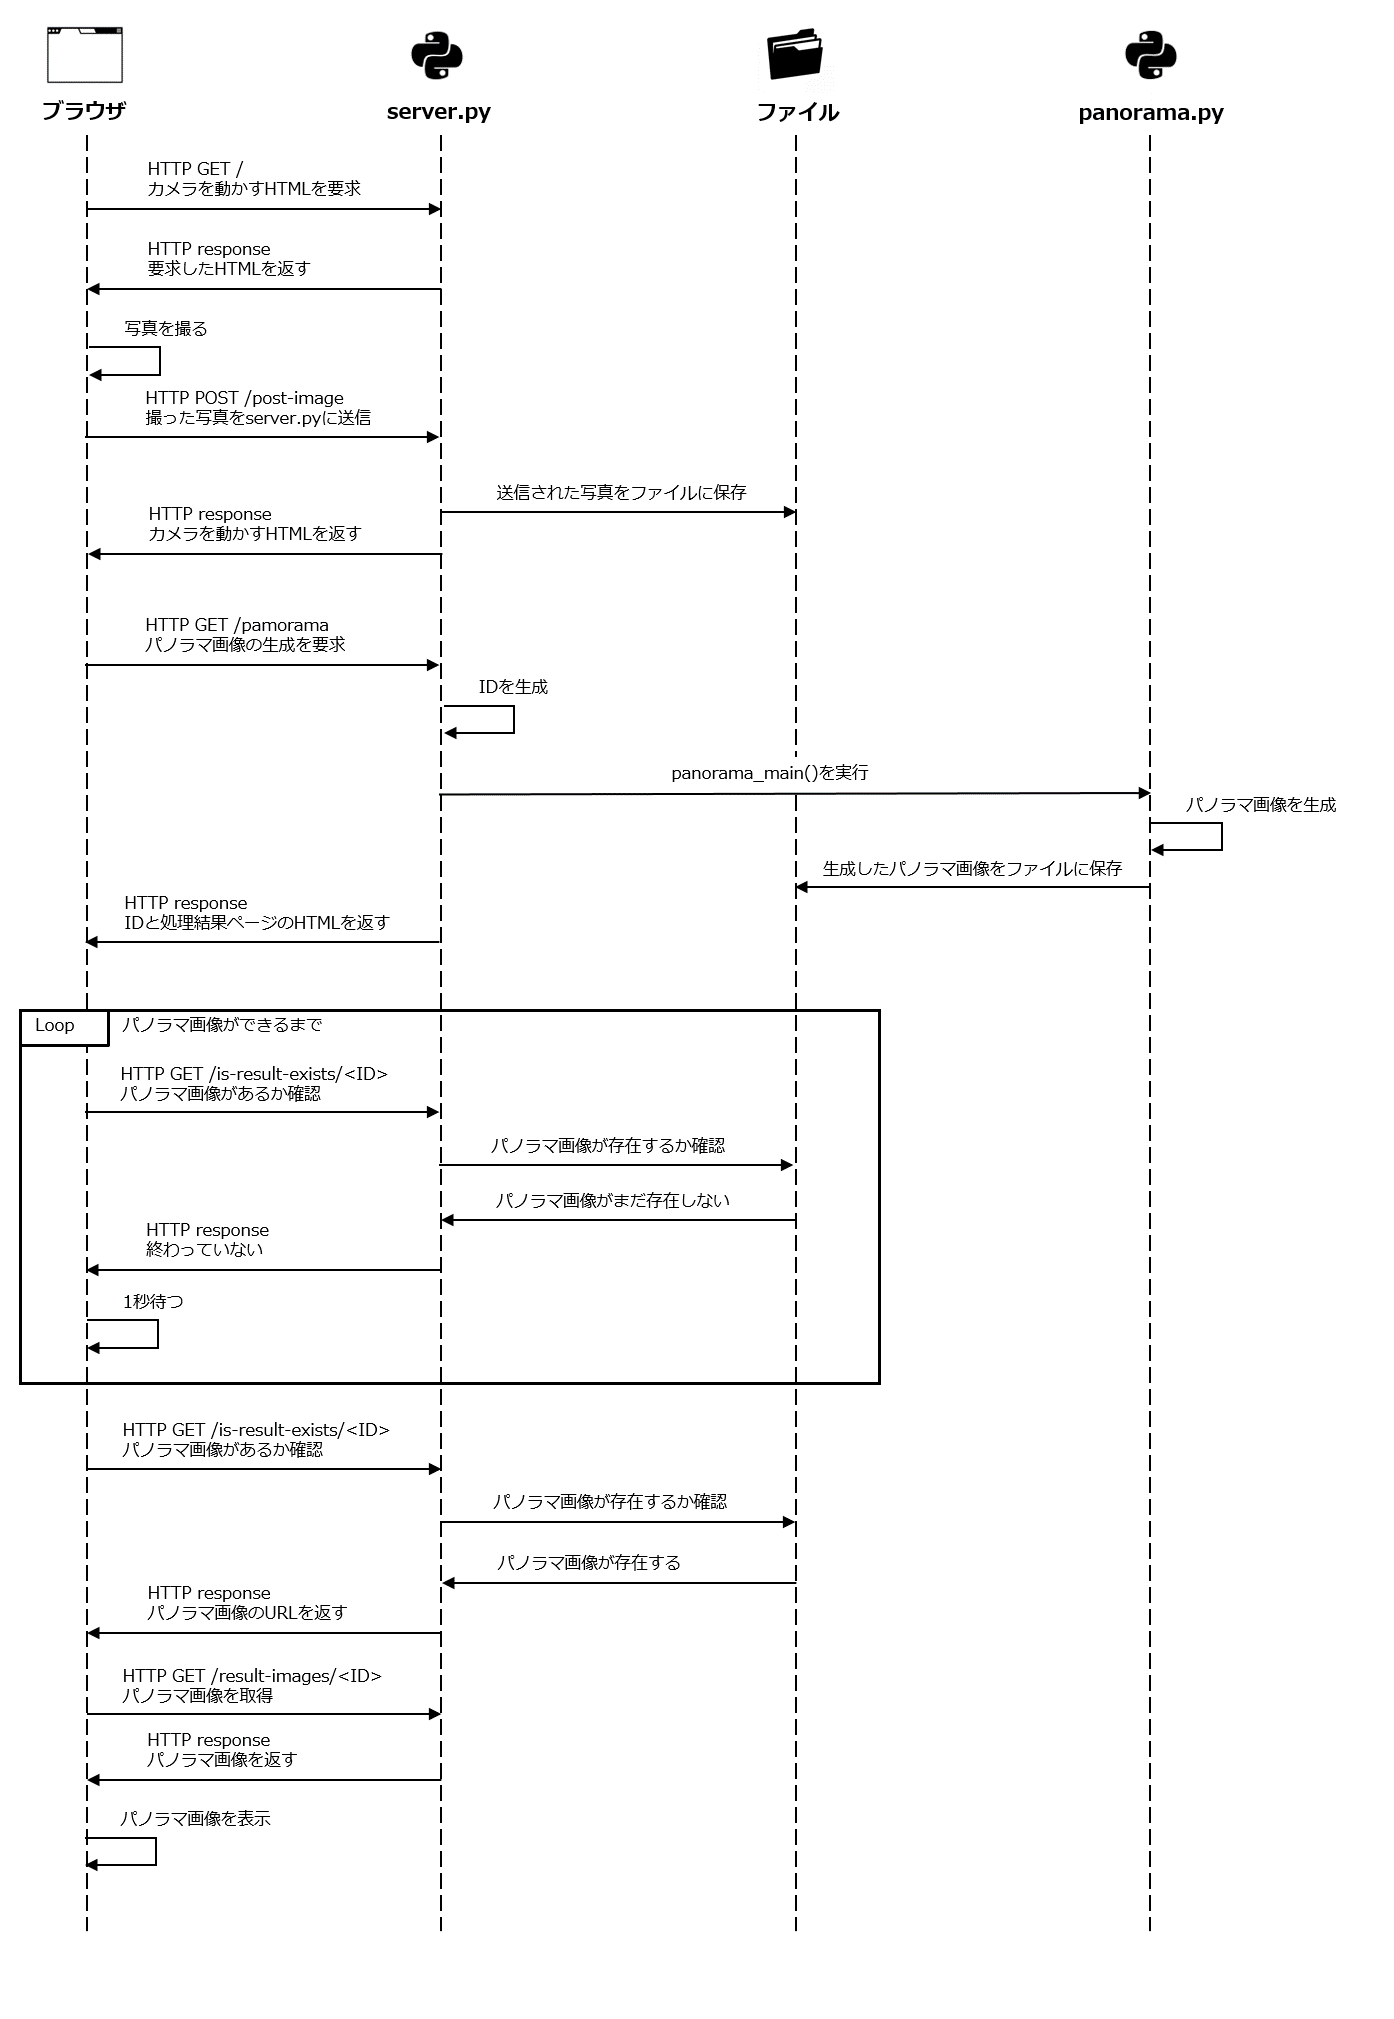 ブラウザ
server.py
ファイル
panorama.py
HTTP GET /
カメラを動かすHTMLを要求
HTTP response
要求したHTMLを返す
写真を撮る
HTTP POST /post-image
撮った写真をserver.pyに送信
送信された写真をファイルに保存
HTTP response
カメラを動かすHTMLを返す
HTTP GET /pamorama
パノラマ画像の生成を要求
IDを生成
panorama_main()を実行
パノラマ画像を生成
生成したパノラマ画像をファイルに保存
HTTP response
IDと処理結果ページのHTMLを返す
Loop
パノラマ画像ができるまで
HTTP GET /is-result-exists/<ID>
パノラマ画像があるか確認
パノラマ画像が存在するか確認
パノラマ画像がまだ存在しない
HTTP response
終わっていない
1秒待つ
HTTP GET /is-result-exists/<ID>
パノラマ画像があるか確認
パノラマ画像が存在するか確認
パノラマ画像が存在する
HTTP response
パノラマ画像のURLを返す
HTTP GET /result-images/<ID>
パノラマ画像を取得
HTTP response
パノラマ画像を返す
パノラマ画像を表示